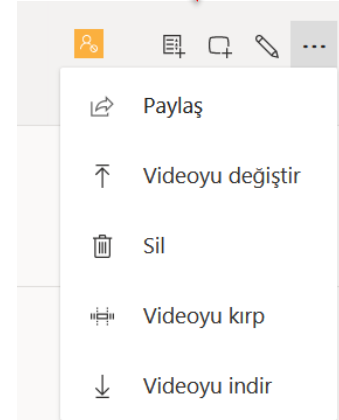 Paylaş
Videoyu değiştir
Sil
Videoyu kırp
Videoyu indir